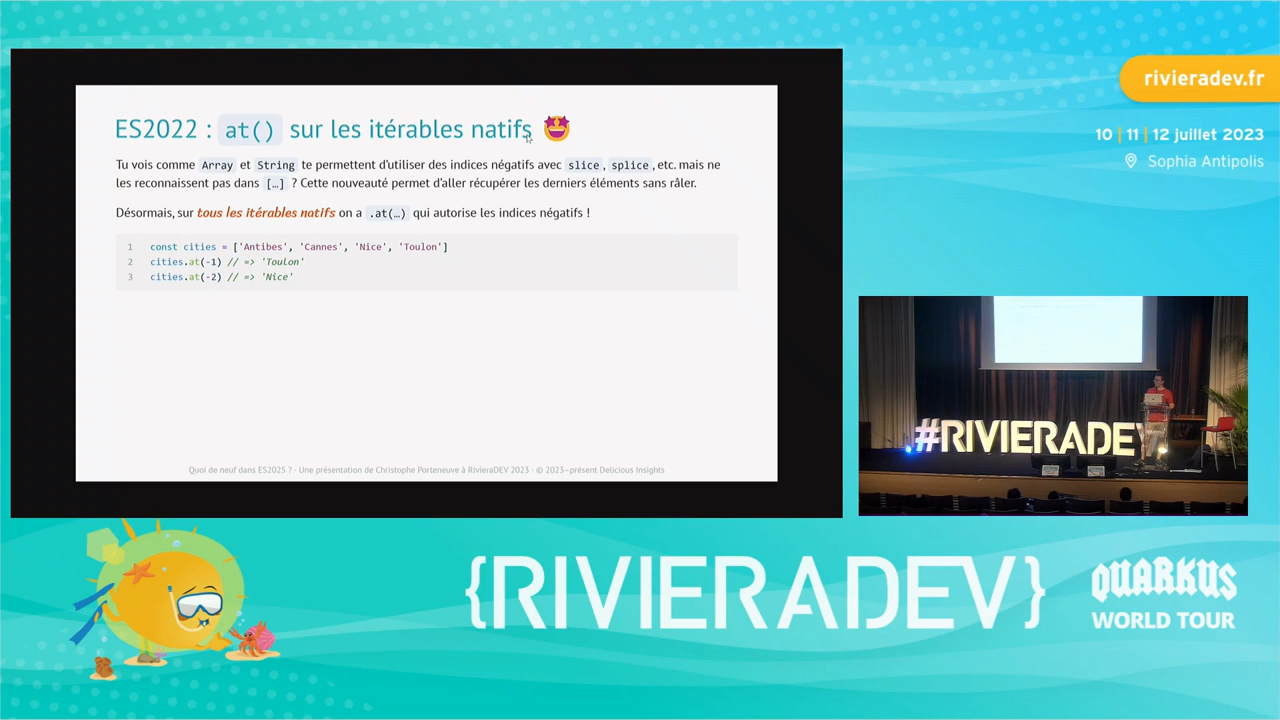 ES2022 : at() sur les itérables natifs
Tu vois comme Array et String te permettent d'utiliser des indices négatifs avec slice, splice, etc. mais ne
les reconnaissent pas dans […] ? Cette nouveauté permet d'aller récupérer les derniers éléments sans râler.
Désormais, sur tous les itérables natifs on a .at(…) qui autorise les indices négatifs !
1 const cities = ['Antibes', 'Cannes', 'Nice', 'Toulon']
2 cities.at(-1) // => 'Toulon'
3 cities.at(-2) // => 'Nice'
Quoi de neuf dans ES2025 ? · Une présentation de Christophe Porteneuve à RivieraDEV 2023 · © 2023–présent Delicious Insights
rivieradev.fr
10 | 11 | 12 juillet 2023
Sophia Antipolis
#RIVIERADE
{RIVIERADEV}
QUARKUS
WORLD TOUR